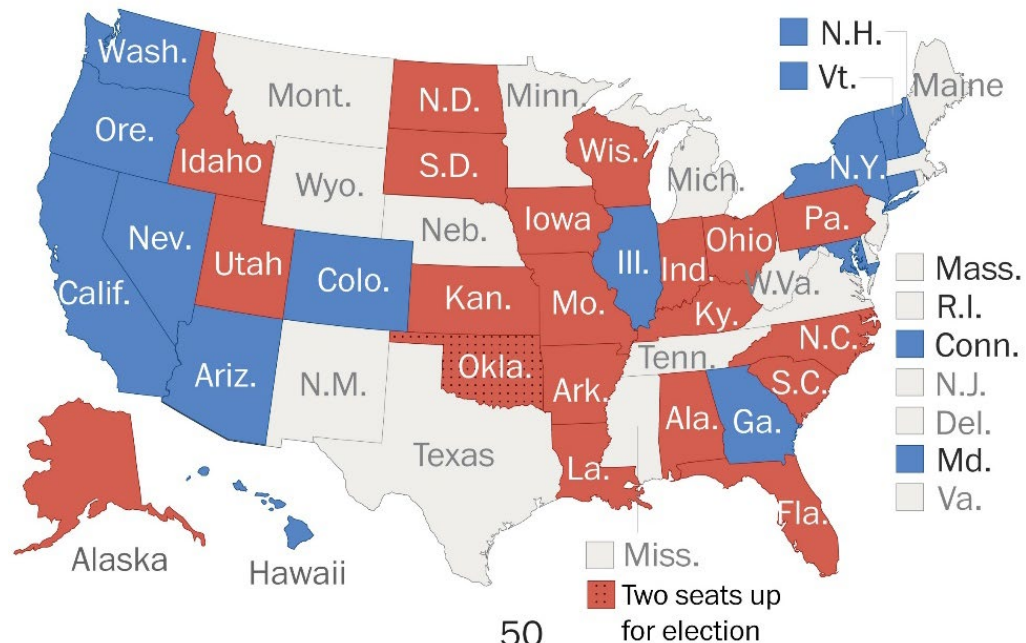 Wash.
Ore.
Calif.
Nev.
Idaho
Utah
Ariz.
Mont.
Wyo.
Colo.
N.M.
N.D.
S.D.
Neb.
Kan.
Okla.
Texas
Minn.
Iowa
Mo.
Ark.
La.
Wis.
Ill.
Mich.
Ind.
Ohio
Ky.
Tenn.
Ala.
Ga.
Fla.
S.C.
N.C.
W.Va.
Pa.
N.Y.
Maine
N.H.
Vt.
Mass.
R.I.
Conn.
N.J.
Del.
Md.
Va.
Alaska
Hawaii
Miss.
Two seats up
for election
50